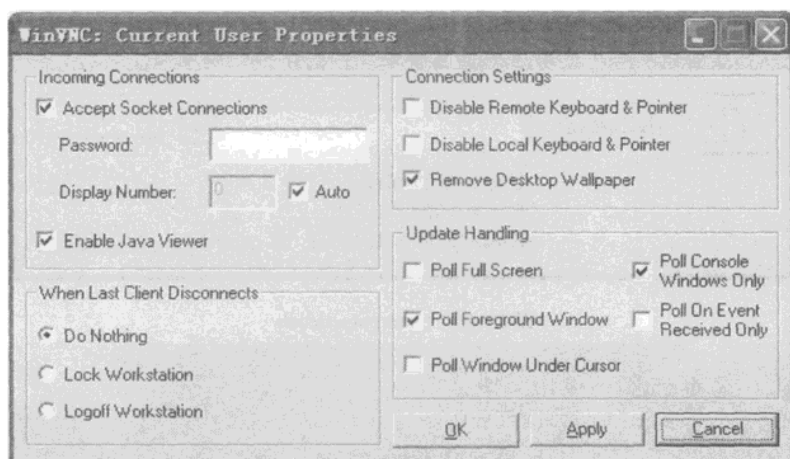 WinVNC: Current User Properties
Incoming Connections
Accept Socket Connections
Password:
Display Number: 0 Auto
Enable Java Viewer
When Last Client Disconnects
Do Nothing
Lock Workstation
Logoff Workstation
Connection Settings
Disable Remote Keyboard & Pointer
Disable Local Keyboard & Pointer
Remove Desktop Wallpaper
Update Handling
Poll Full Screen
Poll Console
Windows Only
Poll Foreground Window
Poll On Event
Received Only
Poll Window Under Cursor
OK Apply Cancel